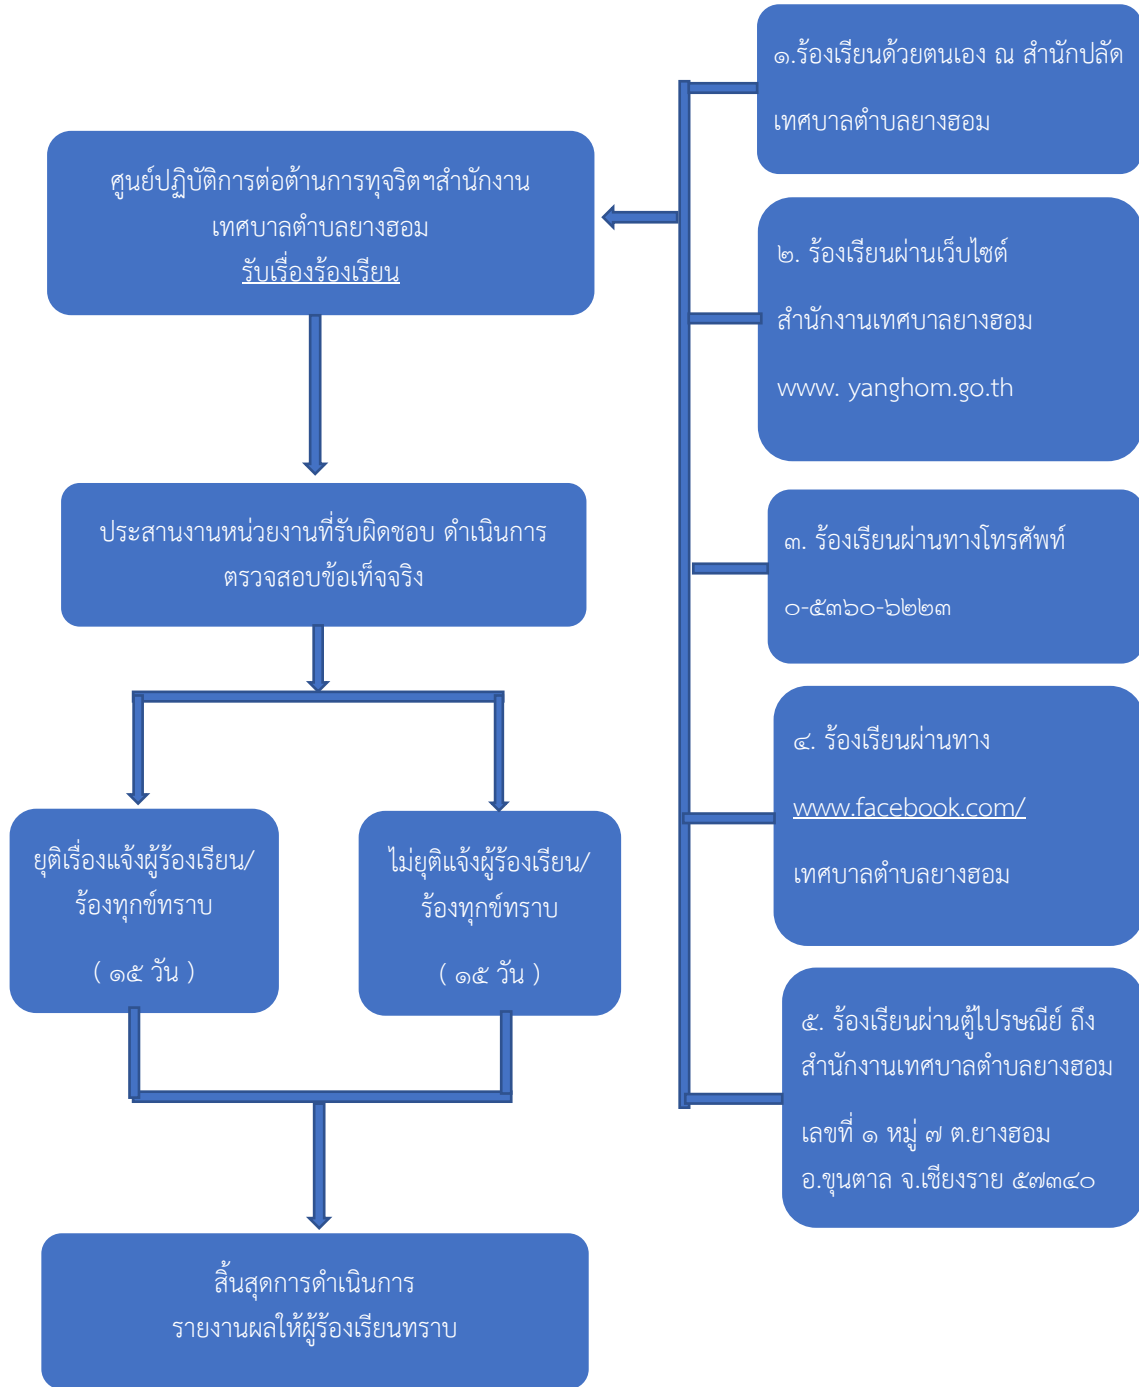 ศูนย์ปฏิบัติการต่อต้านการทุจริตฯสำนักงาน
เทศบาลตำบลยางฮอม
รับเรื่องร้องเรียน
ประสานงานหน่วยงานที่รับผิดชอบ ดำเนินการ
ตรวจสอบข้อเท็จจริง
ยุติเรื่องแจ้งผู้ร้องเรียน/
ร้องทุกข์ทราบ
( ๑๕ วัน )
ไม่ยุติแจ้งผู้ร้องเรียน/
ร้องทุกข์ทราบ
( ๑๕ วัน )
สิ้นสุดการดำเนินการ
รายงานผลให้ผู้ร้องเรียนทราบ
๑.ร้องเรียนด้วยตนเอง ณ สำนักปลัด
เทศบาลตำบลยางฮอม
๒. ร้องเรียนผ่านเว็บไซต์
สำนักงานเทศบาลยางฮอม
www. yanghom.go.th
๓. ร้องเรียนผ่านทางโทรศัพท์
๐-๕๓๖๐-๖๒๒๓
๔. ร้องเรียนผ่านทาง
www.facebook.com/
เทศบาลตำบลยางฮอม
๕. ร้องเรียนผ่านตู้ไปรษณีย์ ถึง
สำนักงานเทศบาลตำบลยางฮอม
เลขที่ ๑ หมู่ ๗ ต.ยางฮอม
อ.ขุนตาล จ.เชียงราย ๕๗๓๔๐